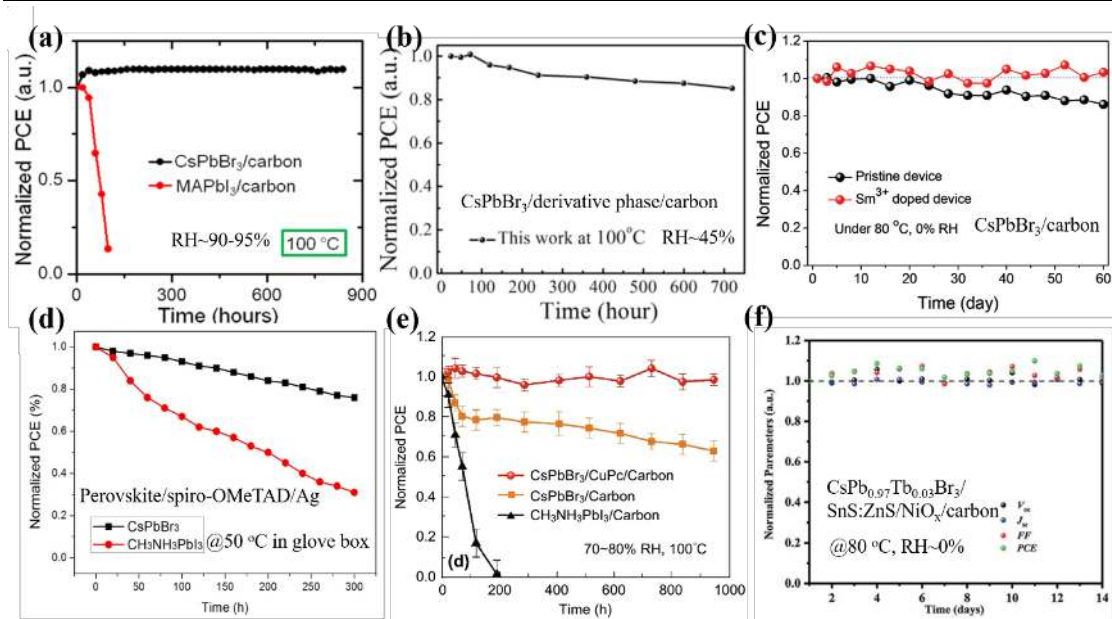 (a)
Normalized PCE (a.u.)
1.0
0.5
0.0
CsPbBr₃/carbon
MAPbI₃/carbon
RH~90-95%
100 °C
0 300 600 900
Time (hours)
(b)
Normalized PCE (a.u.)
1.0
0.8
0.6
0.4
0.2
0.0
CsPbBr₃/derivative phase/carbon
This work at 100°C RH~45%
0 100 200 300 400 500 600 700
Time (hour)
(c)
Normalized PCE
1.2
1.0
0.8
0.6
0.4
Pristine device
Sm³⁺ doped device
Under 80 °C, 0% RH
CsPbBr₃/carbon
0 10 20 30 40 50 60
Time (day)
(d)
Normalized PCE (%)
1.0
0.8
0.6
0.4
0.2
0.0
Perovskite/spiro-OMeTAD/Ag
CsPbBr₃
CH₃NH₃PbI₃
@50 °C in glove box
0 50 100 150 200 250 300
Time (h)
(e)
Normalized PCE
1.2
1.0
0.8
0.6
0.4
0.2
0.0
CsPbBr₃/CuPc/Carbon
CsPbBr₃/Carbon
CH₃NH₃PbI₃/Carbon
(d)
70~80% RH, 100°C
0 200 400 600 800 1000
Time (h)
(f)
Normalized Paremeters (a.u.)
1.2
1.0
0.8
0.6
0.4
0.2
0.0
CsPb₀.₉₇Tb₀.₀₃Br₃/
SnS:ZnS/NiOₓ/carbon
@80 °C, RH~0%
Vₒc
Jₛc
FF
PCE
2 4 6 8 10 12 14
Time (days)